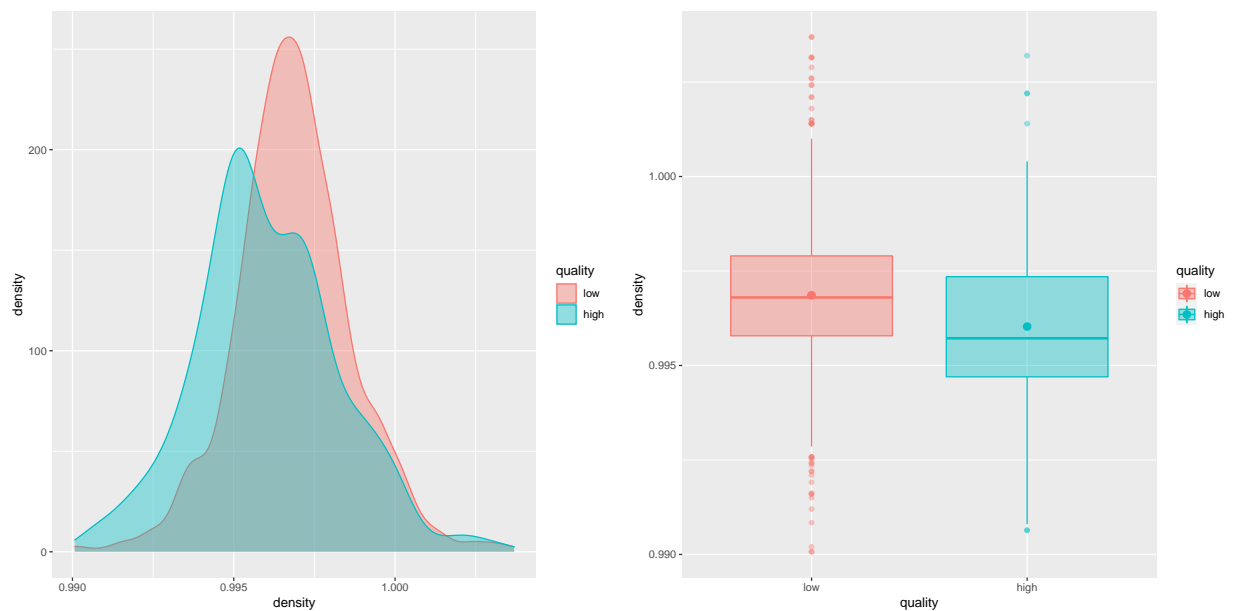 density
200
100
0
0.990
0.995
1.000
density
quality
low
high
density
1.000
0.995
0.990
low
high
quality
quality
low
high